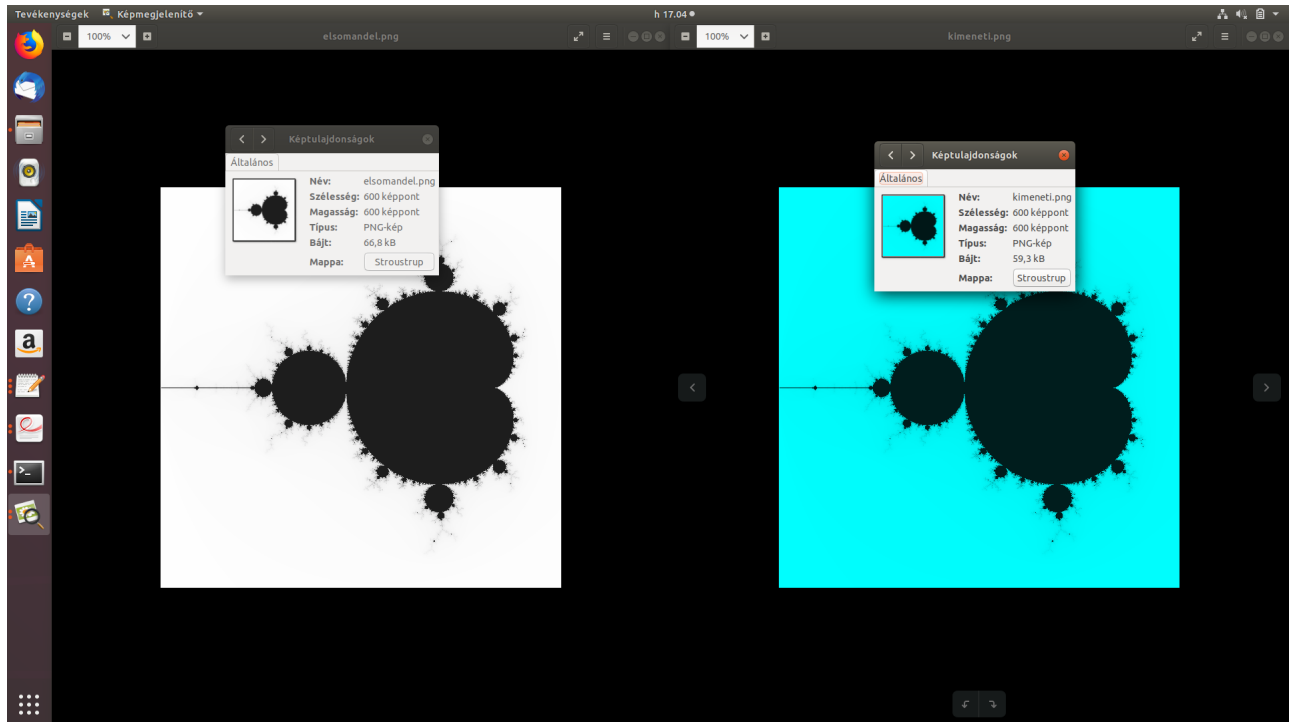 Tevékenységek Képmegjelenítő h 17.04
100% elsomandel.png
100% kimeneti.png
Képtulajdonságok
Általános
Név: elsomandel.png
Szélesség: 600 képpont
Magasság: 600 képpont
Típus: PNG-kép
Bájt: 66,8 kB
Mappa: Stroustrup
Képtulajdonságok
Általános
Név: kimeneti.png
Szélesség: 600 képpont
Magasság: 600 képpont
Típus: PNG-kép
Bájt: 59,3 kB
Mappa: Stroustrup